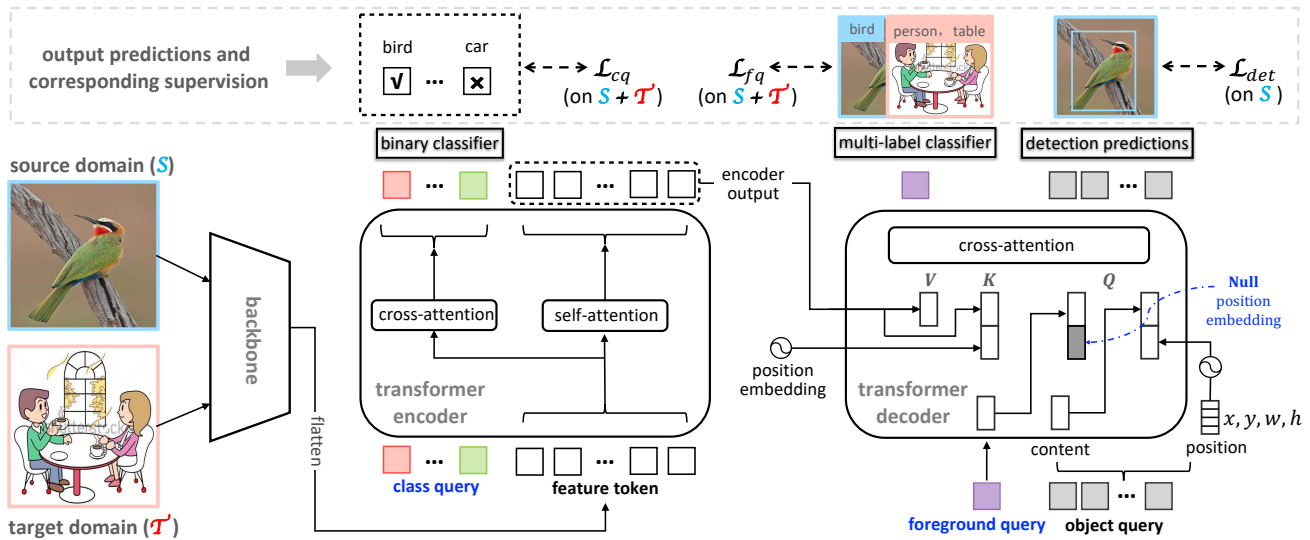 output predictions and
corresponding supervision
bird
car
√
...
×
ℒcq
(on S + T)
ℒfq
(on S + T)
bird
person, table
ℒdet
(on S)
binary classifier
multi-label classifier
detection predictions
source domain (S)
...
...
encoder
output
...
cross-attention
V
K
Q
Null
position
embedding
backbone
cross-attention
self-attention
position
embedding
transformer
encoder
transformer
decoder
x, y, w, h
flatten
content
position
...
...
...
class query
feature token
foreground query
object query
target domain (T)